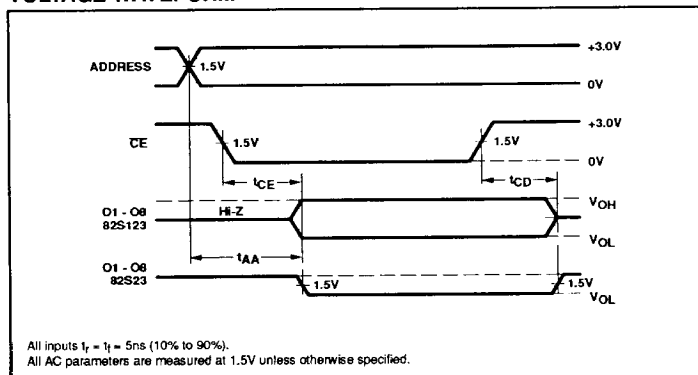 VOLTAGE WAVEFORM
ADDRESS
1.5V
+3.0V
0V
CE
1.5V
1.5V
+3.0V
0V
tCE
tCD
O1 - O8
82S123
Hi-Z
VOH
VOL
tAA
O1 - O8
82S23
1.5V
1.5V
VOL
All inputs tr = tf = 5ns (10% to 90%).
All AC parameters are measured at 1.5V unless otherwise specified.